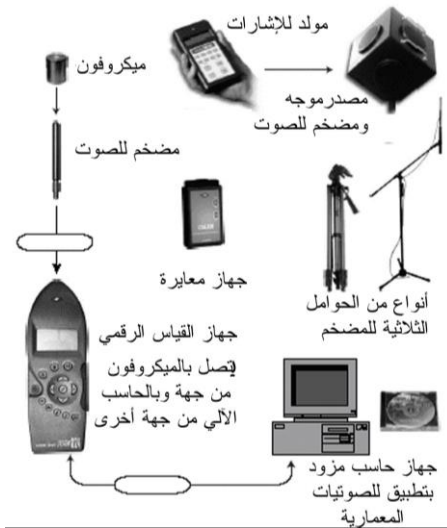 مولد للإشارات
ميكروفون
مصدر موجه
ومضخم للصوت
مضخم للصوت
جهاز معايرة
أنواع من الحوامل
الثلاثية للمضخم
جهاز القياس الرقمي
يتصل بالميكروفون
من جهة وبالحاسب
الآلي من جهة أخرى
جهاز حاسب مزود
بتطبيق للصوتيات
المعمارية